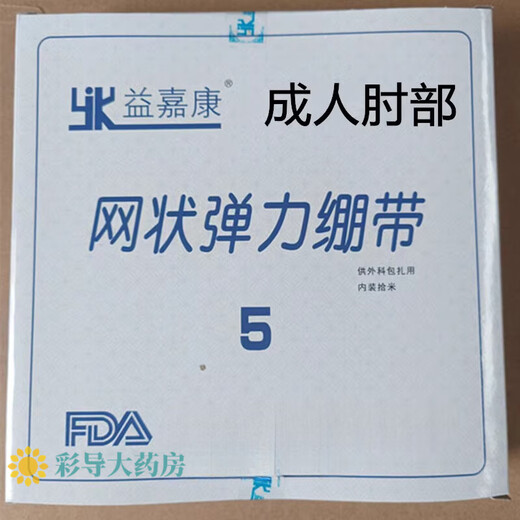 YJK 益嘉康®
成人肘部
网状弹力绷带
供外科包扎用
内装拾米
5
FDA
彩导大药房